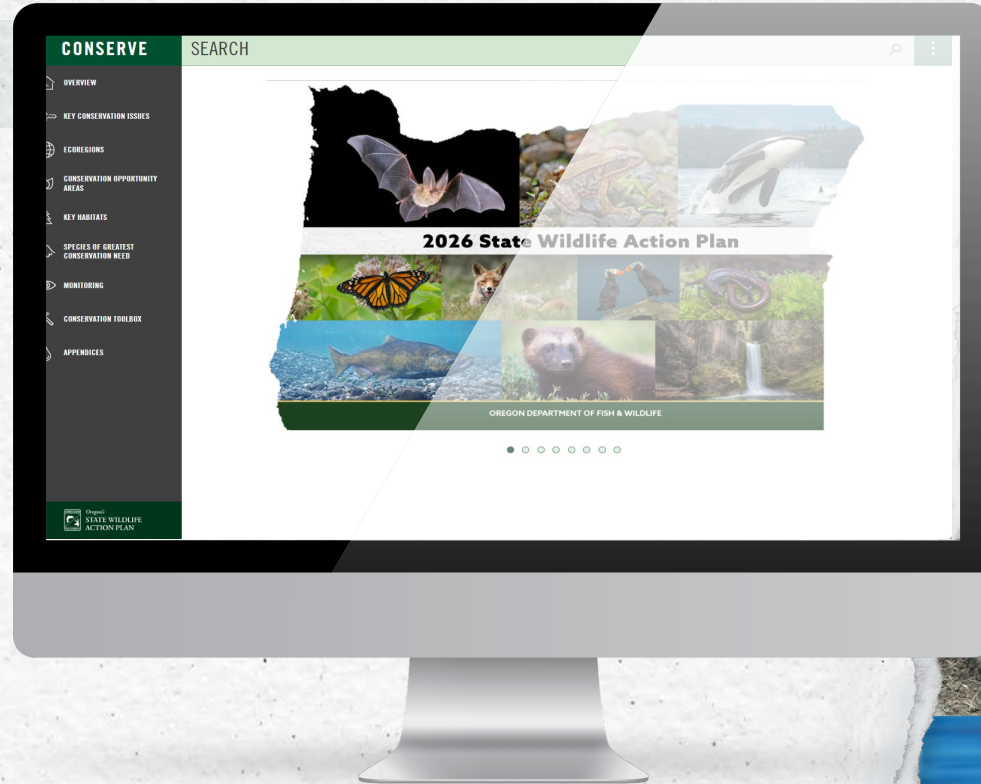 CONSERVE
SEARCH
OVERVIEW
KEY CONSERVATION ISSUES
ECOREGIONS
CONSERVATION OPPORTUNITY
AREAS
KEY HABITATS
SPECIES OF GREATEST
CONSERVATION NEED
MONITORING
CONSERVATION TOOLBOX
APPENDICES
Oregon's
STATE WILDLIFE
ACTION PLAN
2026 State Wildlife Action Plan
OREGON DEPARTMENT OF FISH & WILDLIFE